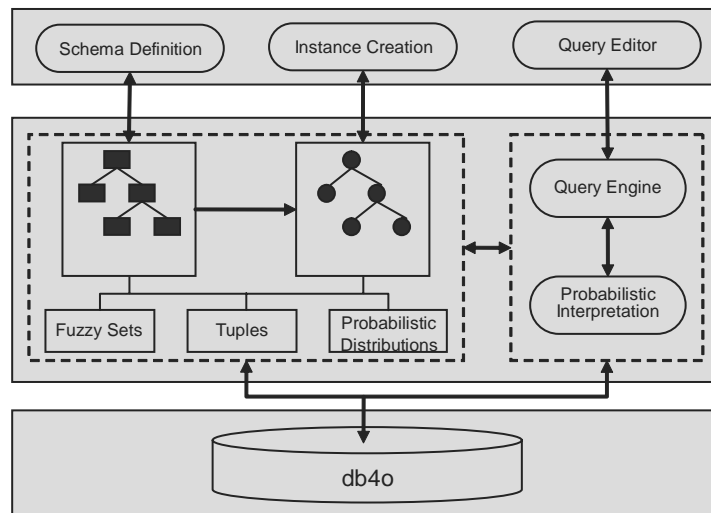 Schema Definition
Instance Creation
Query Editor
Query Engine
Probabilistic
Interpretation
Fuzzy Sets
Tuples
Probabilistic
Distributions
db4o